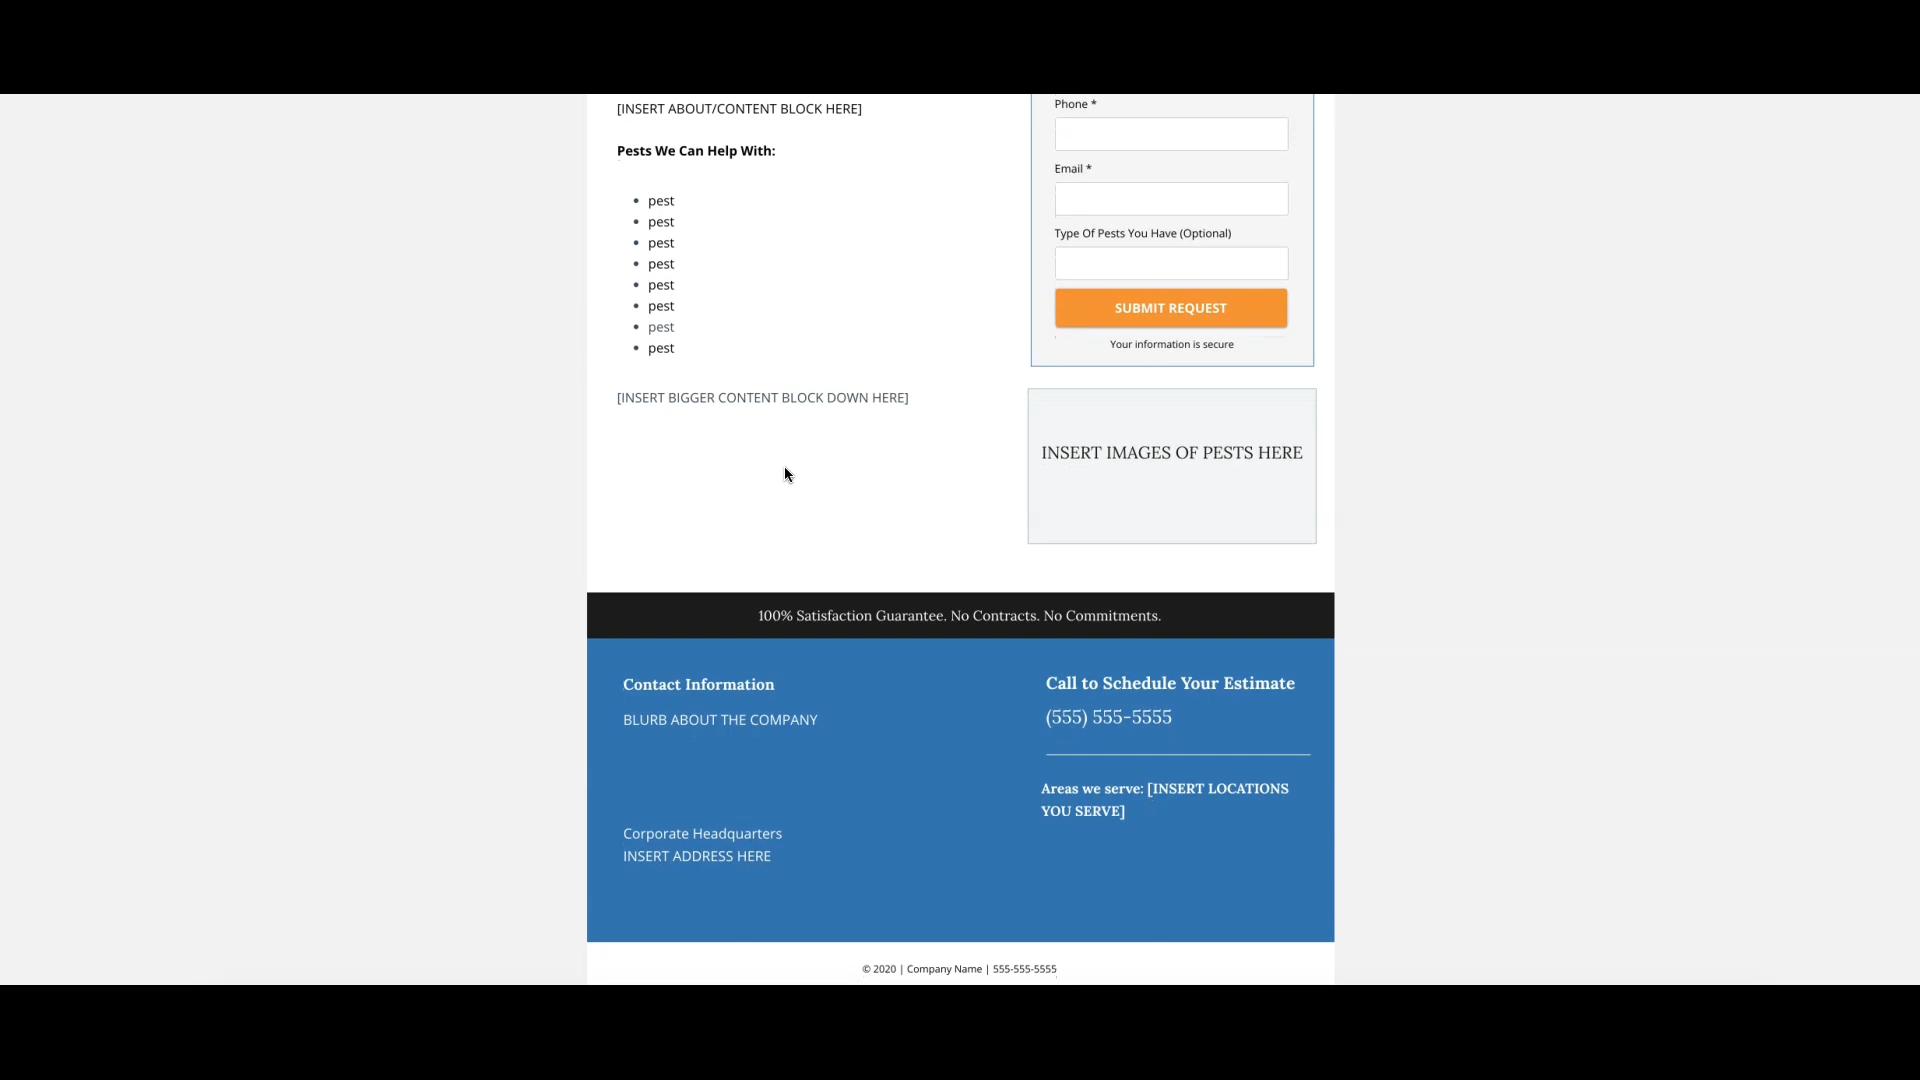 [INSERT ABOUT/CONTENT BLOCK HERE]
Pests We Can Help With:
pest
pest
pest
pest
pest
pest
pest
pest
[INSERT BIGGER CONTENT BLOCK DOWN HERE]
Phone *
Email *
Type Of Pests You Have (Optional)
SUBMIT REQUEST
Your information is secure
INSERT IMAGES OF PESTS HERE
100% Satisfaction Guarantee. No Contracts. No Commitments.
Contact Information
BLURB ABOUT THE COMPANY
Corporate Headquarters
INSERT ADDRESS HERE
Call to Schedule Your Estimate
(555) 555-5555
Areas we serve: [INSERT LOCATIONS
YOU SERVE]
© 2020 | Company Name | 555-555-5555